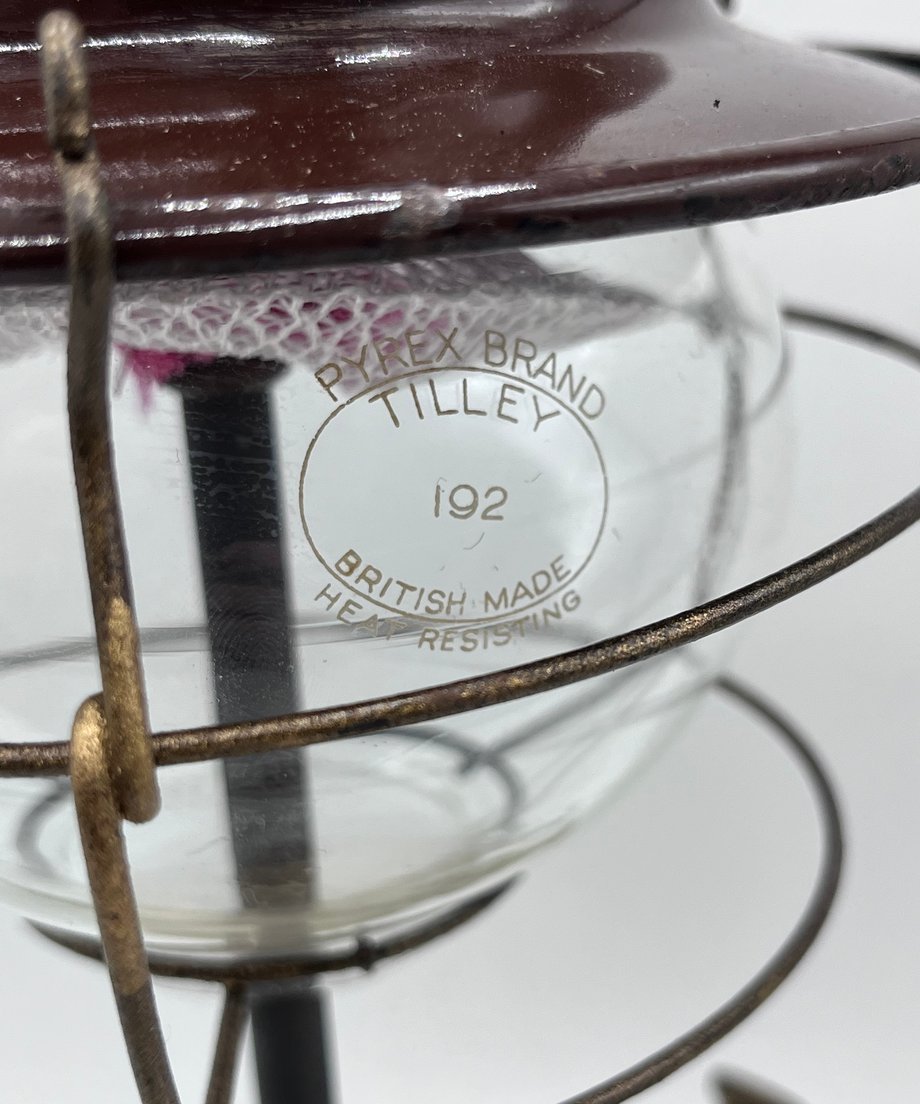 PYREX BRAND
TILLEY
192
BRITISH MADE
HEAT RESISTING